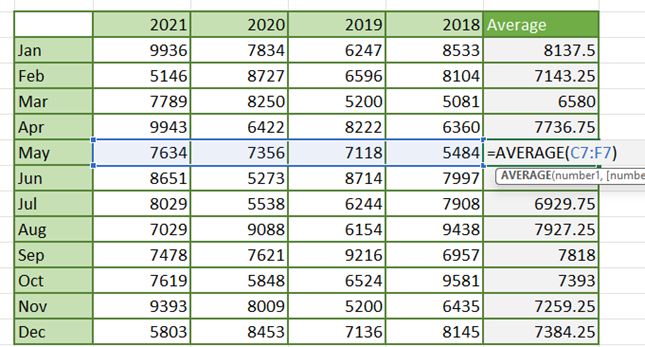 2021 2020 2019 2018 Average
Jan 9936 7834 6247 8533 8137.5
Feb 5146 8727 6596 8104 7143.25
Mar 7789 8250 5200 5081 6580
Apr 9943 6422 8222 6360 7736.75
May 7634 7356 7118 5484 =AVERAGE(C7:F7)
Jun 8651 5273 8714 7997 AVERAGE(number1, [numbe
Jul 8029 5538 6244 7908 6929.75
Aug 7029 9088 6154 9438 7927.25
Sep 7478 7621 9216 6957 7818
Oct 7619 5848 6524 9581 7393
Nov 9393 8009 5200 6435 7259.25
Dec 5803 8453 7136 8145 7384.25